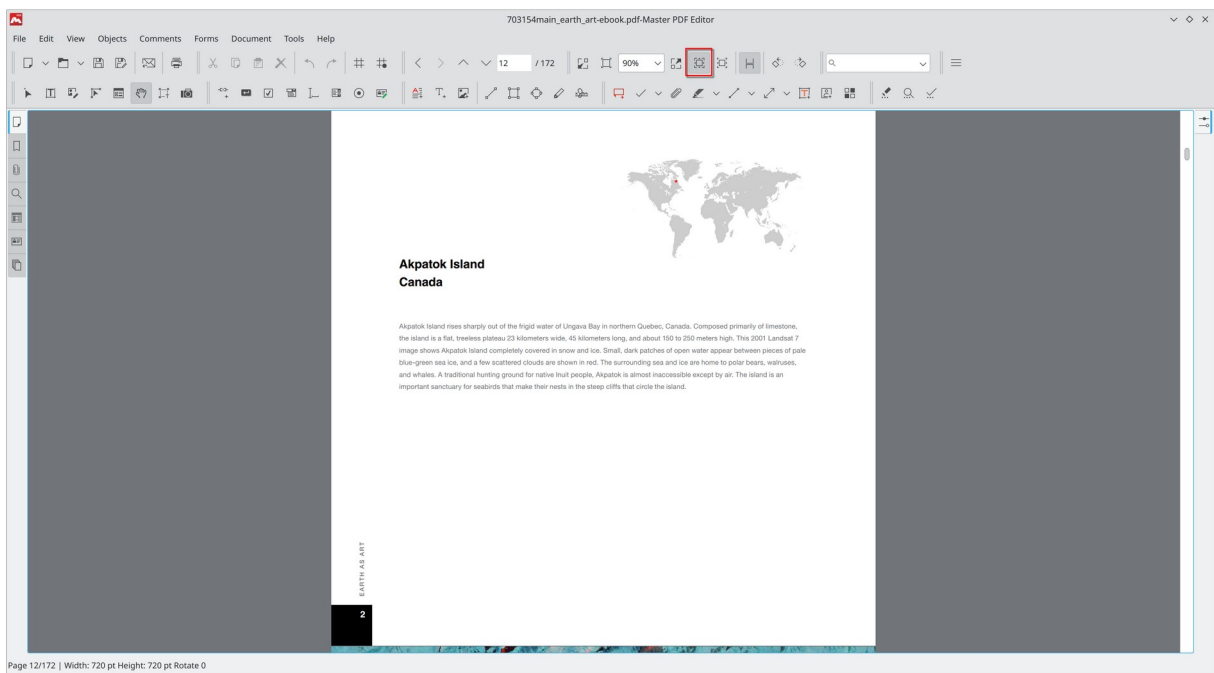 703154main_earth_art-ebook.pdf-Master PDF Editor
File Edit View Objects Comments Forms Document Tools Help
12 / 172 90%
Akpatok Island
Canada
Akpatok Island rises sharply out of the frigid water of Ungava Bay in northern Quebec, Canada. Composed primarily of limestone,
the island is a flat, treeless plateau 23 kilometers wide, 45 kilometers long, and about 150 to 250 meters high. This 2001 Landsat 7
image shows Akpatok Island completely covered in snow and ice. Small, dark patches of open water appear between pieces of pale
blue-green sea ice, and a few scattered clouds are shown in red. The surrounding sea and ice are home to polar bears, walruses,
and whales. A traditional hunting ground for native Inuit people, Akpatok is almost inaccessible except by air. The island is an
important sanctuary for seabirds that make their nests in the steep cliffs that circle the island.
EARTH AS ART
2
Page 12/172 | Width: 720 pt Height: 720 pt Rotate 0